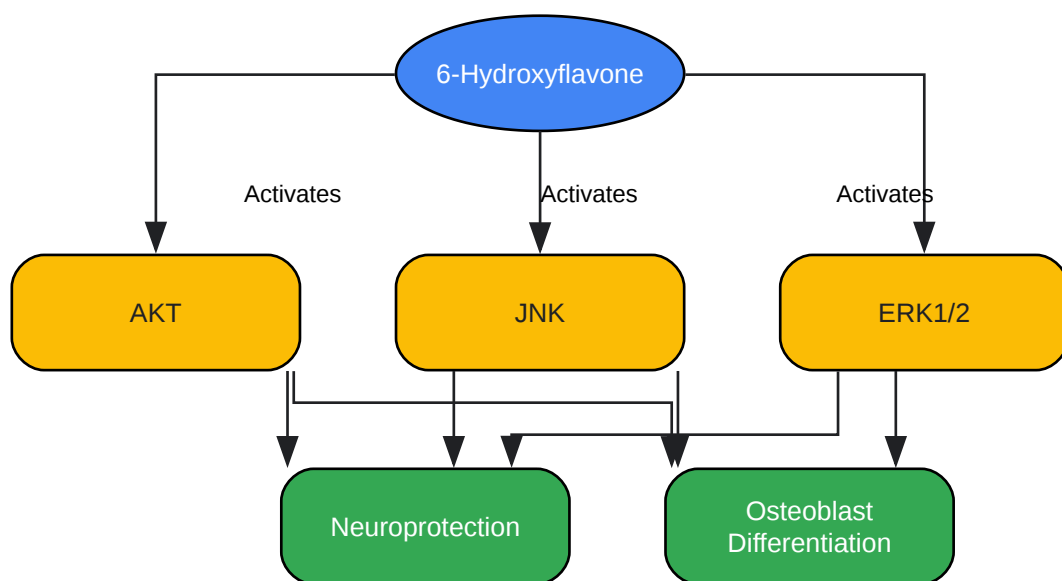 6-Hydroxyflavone
Activates
Activates
Activates
AKT
JNK
ERK1/2
Neuroprotection
Osteoblast
Differentiation